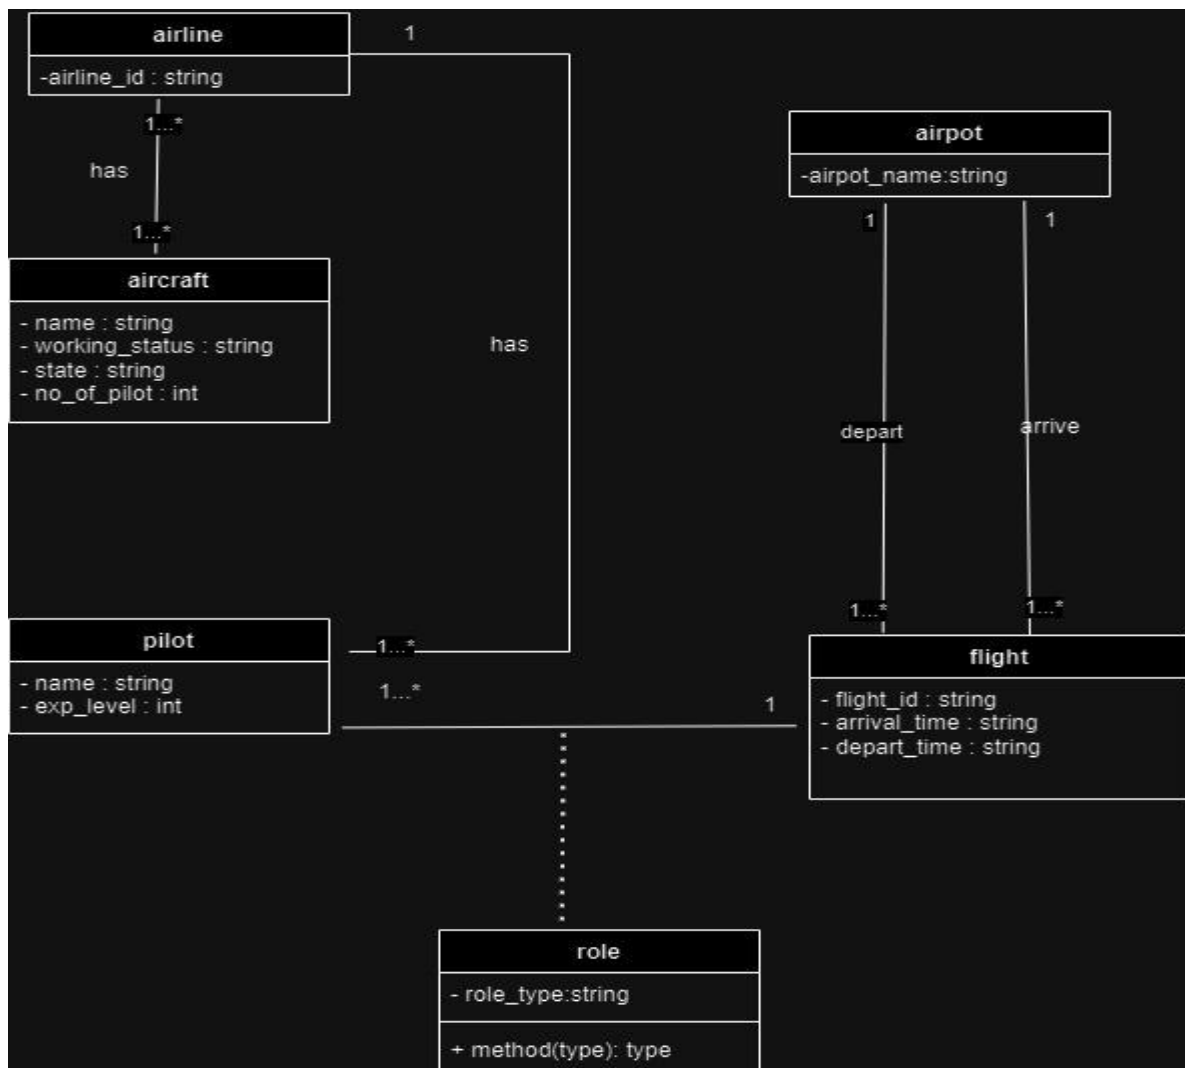 airline
-airline_id : string
1
1...*
has
1...*
aircraft
- name : string
- working_status : string
- state : string
- no_of_pilot : int
has
airpot
-airpot_name:string
1
1
depart
arrive
1...*
1...*
pilot
- name : string
- exp_level : int
1...*
1...*
1
flight
- flight_id : string
- arrival_time : string
- depart_time : string
role
- role_type:string
+ method(type): type